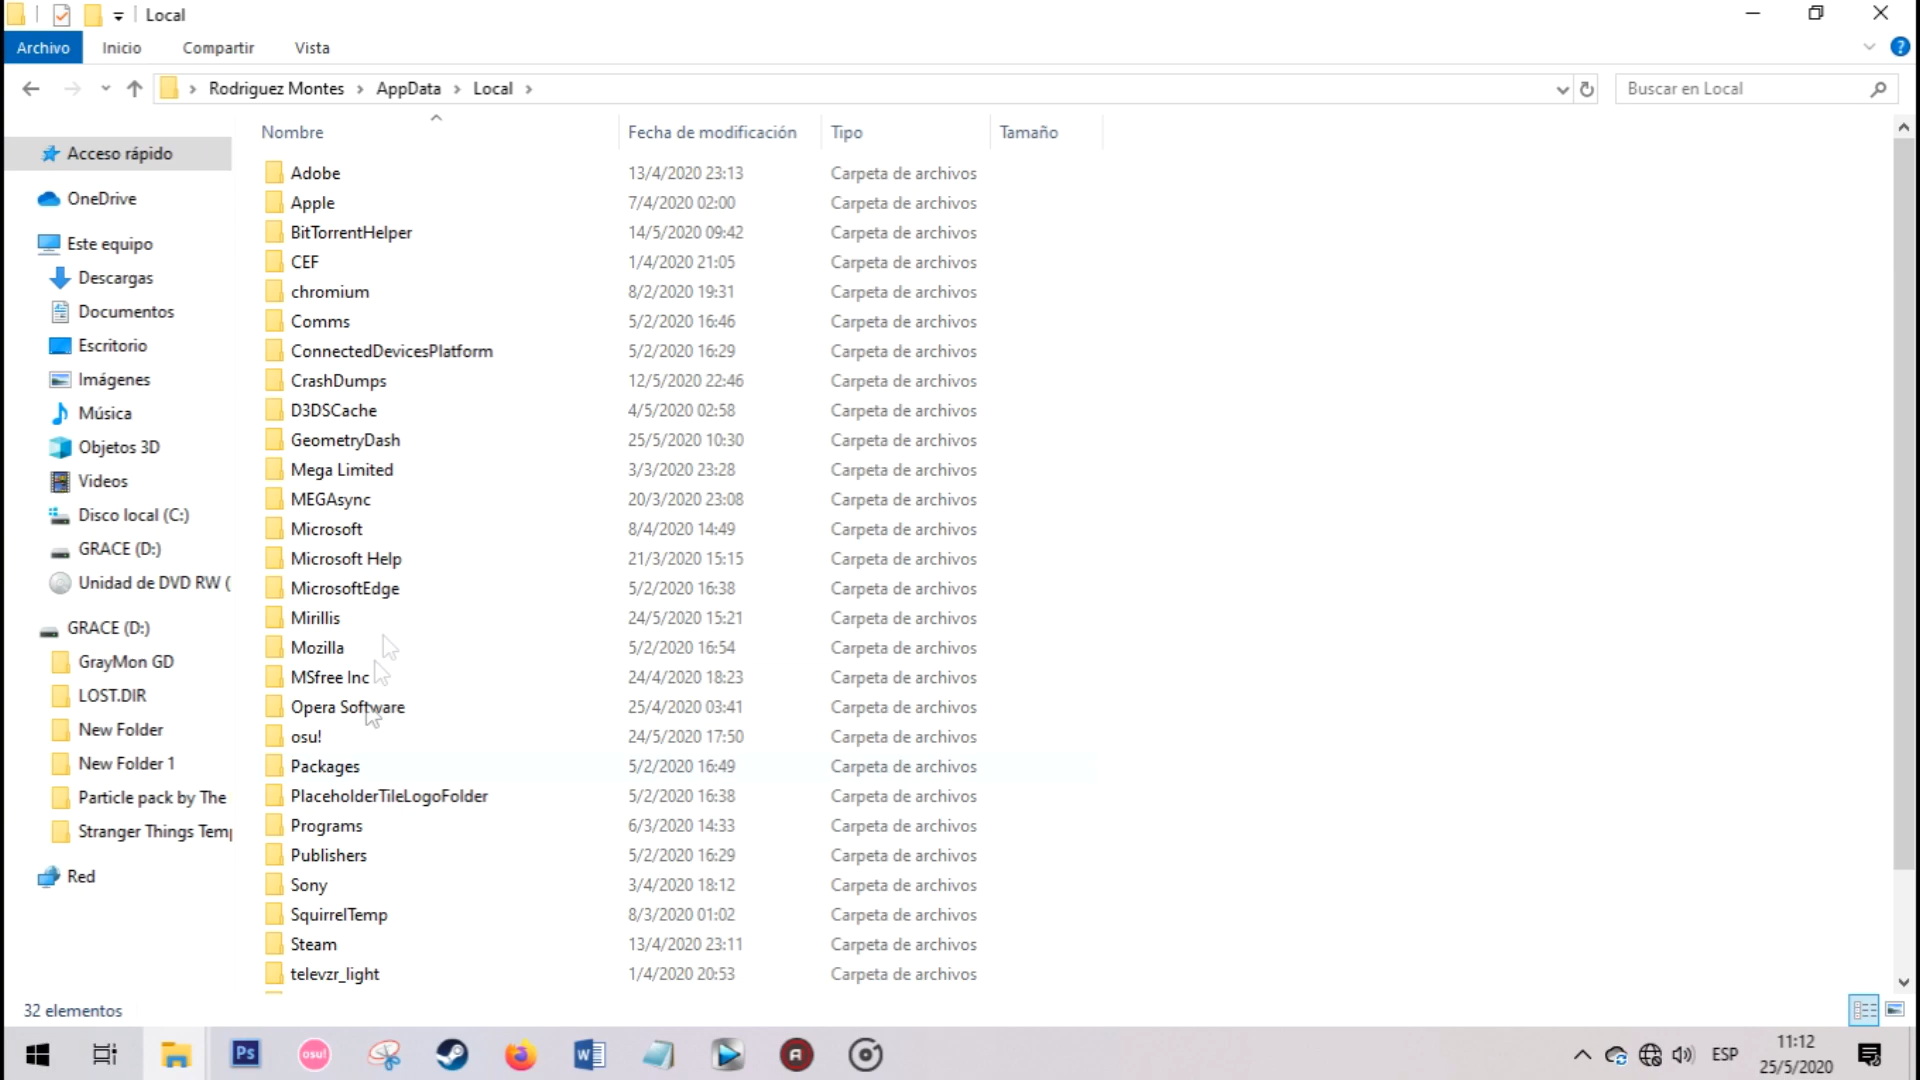 Local
Archivo Inicio Compartir Vista
Rodriguez Montes AppData Local Buscar en Local
Nombre Fecha de modificación Tipo Tamaño
Acceso rápido
OneDrive
Este equipo
Descargas
Documentos
Escritorio
Imágenes
Música
Objetos 3D
Videos
Disco local (C:)
GRACE (D:)
Unidad de DVD RW (
GRACE (D:)
GrayMon GD
LOST.DIR
New Folder
New Folder 1
Particle pack by The
Stranger Things Temp
Red
Adobe 13/4/2020 23:13 Carpeta de archivos
Apple 7/4/2020 02:00 Carpeta de archivos
BitTorrentHelper 14/5/2020 09:42 Carpeta de archivos
CEF 1/4/2020 21:05 Carpeta de archivos
chromium 8/2/2020 19:31 Carpeta de archivos
Comms 5/2/2020 16:46 Carpeta de archivos
ConnectedDevicesPlatform 5/2/2020 16:29 Carpeta de archivos
CrashDumps 12/5/2020 22:46 Carpeta de archivos
D3DSCache 4/5/2020 02:58 Carpeta de archivos
GeometryDash 25/5/2020 10:30 Carpeta de archivos
Mega Limited 3/3/2020 23:28 Carpeta de archivos
MEGAsync 20/3/2020 23:08 Carpeta de archivos
Microsoft 8/4/2020 14:49 Carpeta de archivos
Microsoft Help 21/3/2020 15:15 Carpeta de archivos
MicrosoftEdge 5/2/2020 16:38 Carpeta de archivos
Mirillis 24/5/2020 15:21 Carpeta de archivos
Mozilla 5/2/2020 16:54 Carpeta de archivos
MSfree Inc 24/4/2020 18:23 Carpeta de archivos
Opera Software 25/4/2020 03:41 Carpeta de archivos
osu! 24/5/2020 17:50 Carpeta de archivos
Packages 5/2/2020 16:49 Carpeta de archivos
PlaceholderTileLogoFolder 5/2/2020 16:38 Carpeta de archivos
Programs 6/3/2020 14:33 Carpeta de archivos
Publishers 5/2/2020 16:29 Carpeta de archivos
Sony 3/4/2020 18:12 Carpeta de archivos
SquirrelTemp 8/3/2020 01:02 Carpeta de archivos
Steam 13/4/2020 23:11 Carpeta de archivos
televzr_light 1/4/2020 20:53 Carpeta de archivos
32 elementos
Ps osu! W ESP 11:12
25/5/2020